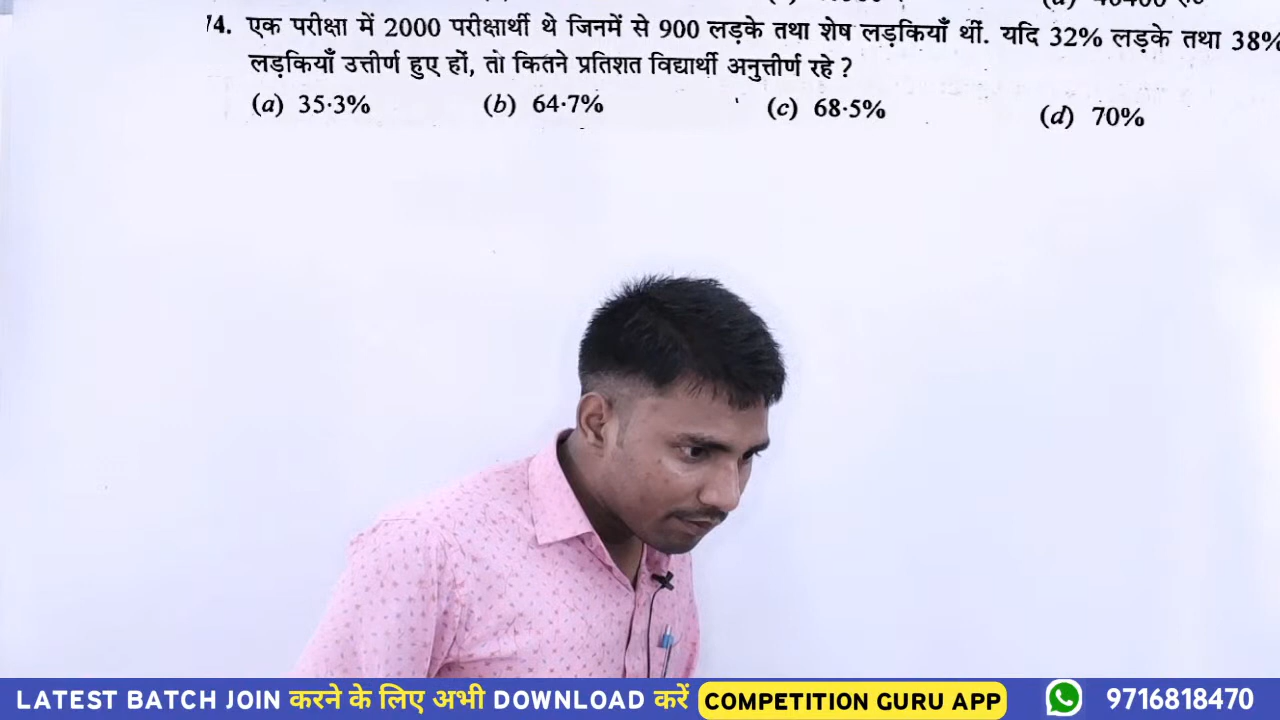 74. एक परीक्षा में 2000 परीक्षार्थी थे जिनमें से 900 लड़के तथा शेष लड़कियाँ थीं. यदि 32% लड़के तथा 38%
लड़कियाँ उत्तीर्ण हुए हों, तो कितने प्रतिशत विद्यार्थी अनुत्तीर्ण रहे ?
(a) 35·3% (b) 64·7% (c) 68·5% (d) 70%
LATEST BATCH JOIN करने के लिए अभी DOWNLOAD करें COMPETITION GURU APP 9716818470